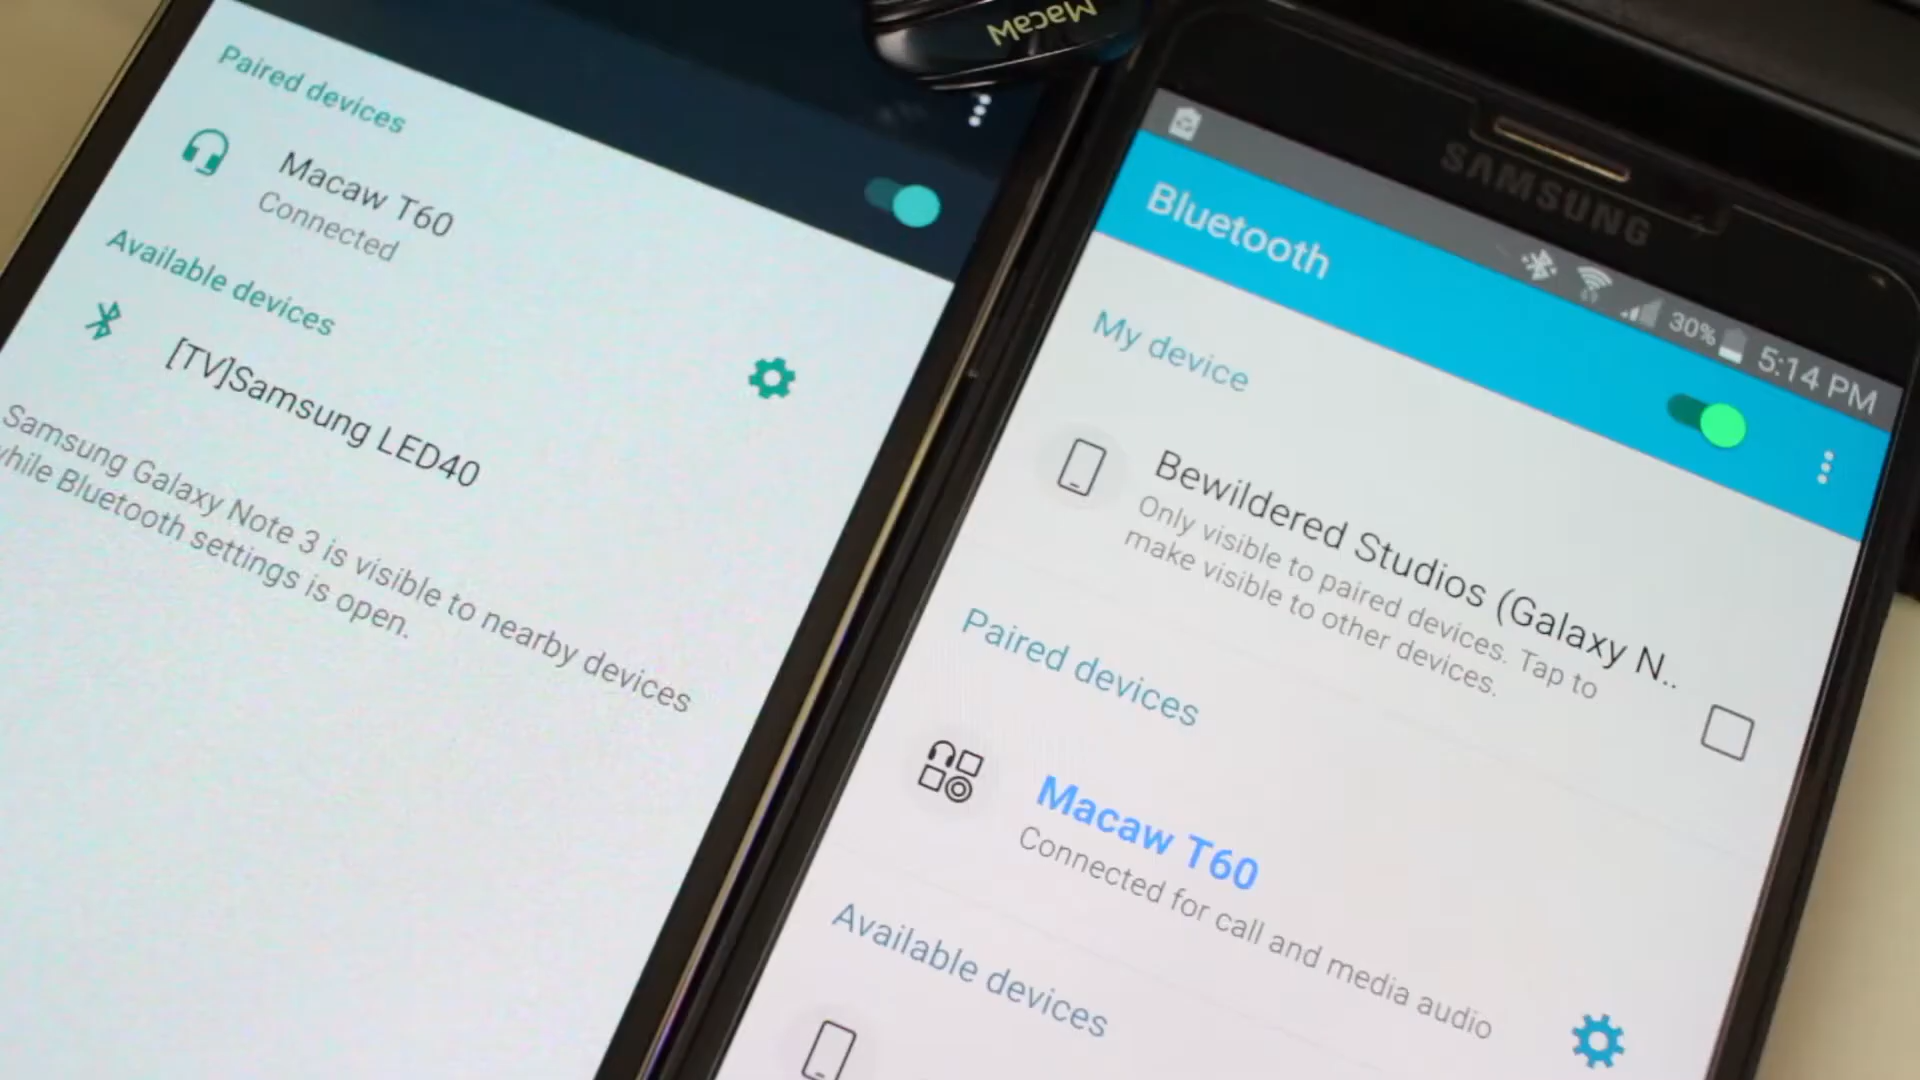 Macaw
Paired devices
Macaw T60
Connected
Available devices
[TV]Samsung LED40
Samsung Galaxy Note 3 is visible to nearby devices
while Bluetooth settings is open.
SAMSUNG
30% 5:14 PM
Bluetooth
My device
Bewildered Studios (Galaxy N..
Only visible to paired devices. Tap to
make visible to other devices.
Paired devices
Macaw T60
Connected for call and media audio
Available devices